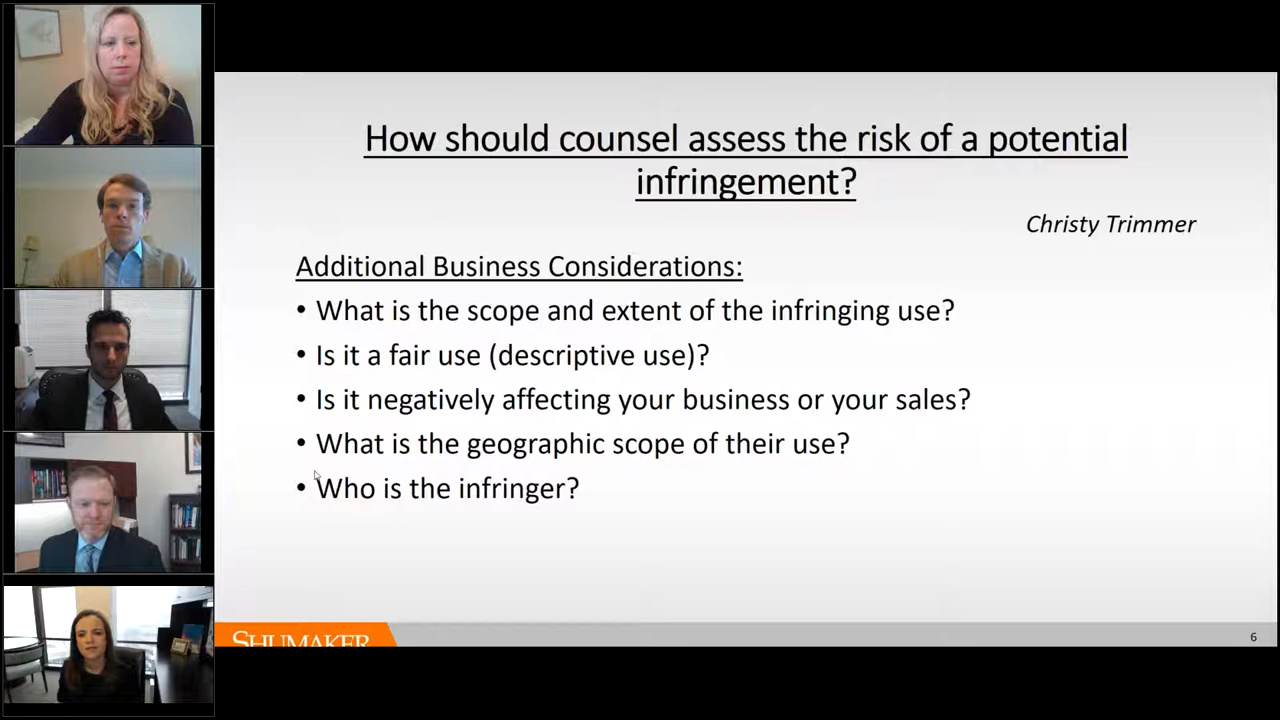 How should counsel assess the risk of a potential
infringement?
Christy Trimmer
Additional Business Considerations:
• What is the scope and extent of the infringing use?
• Is it a fair use (descriptive use)?
• Is it negatively affecting your business or your sales?
• What is the geographic scope of their use?
• Who is the infringer?
SHUMAKER
6